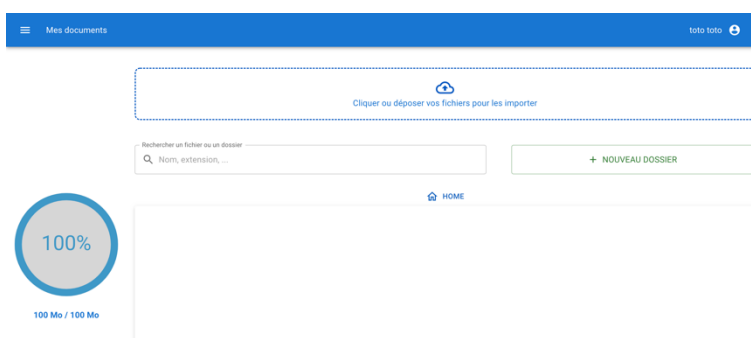 Mes documents
toto toto
Cliquer ou déposer vos fichiers pour les importer
Rechercher un fichier ou un dossier
Nom, extension, ...
+ NOUVEAU DOSSIER
HOME
100%
100 Mo / 100 Mo